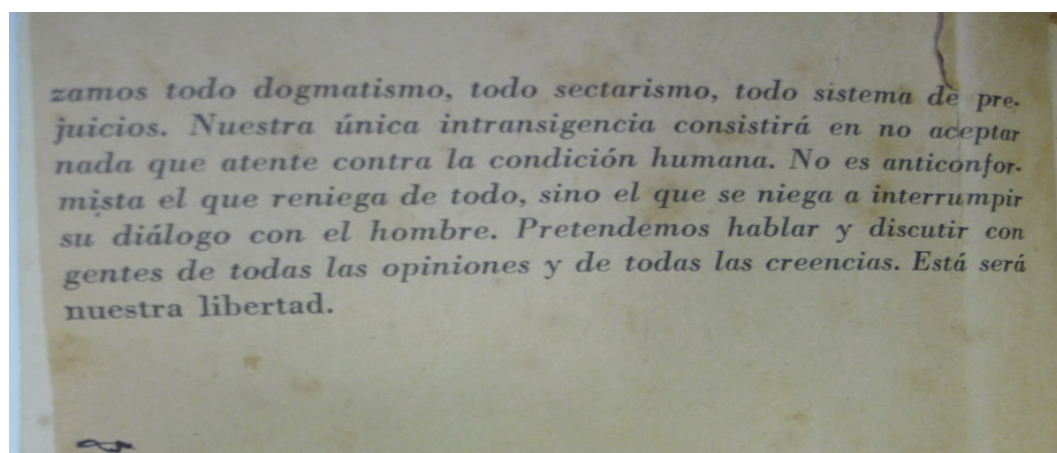 zamos todo dogmatismo, todo sectarismo, todo sistema de pre-
juicios. Nuestra única intransigencia consistirá en no aceptar
nada que atente contra la condición humana. No es anticonfor-
mista el que reniega de todo, sino el que se niega a interrumpir
su diálogo con el hombre. Pretendemos hablar y discutir con
gentes de todas las opiniones y de todas las creencias. Está será
nuestra libertad.